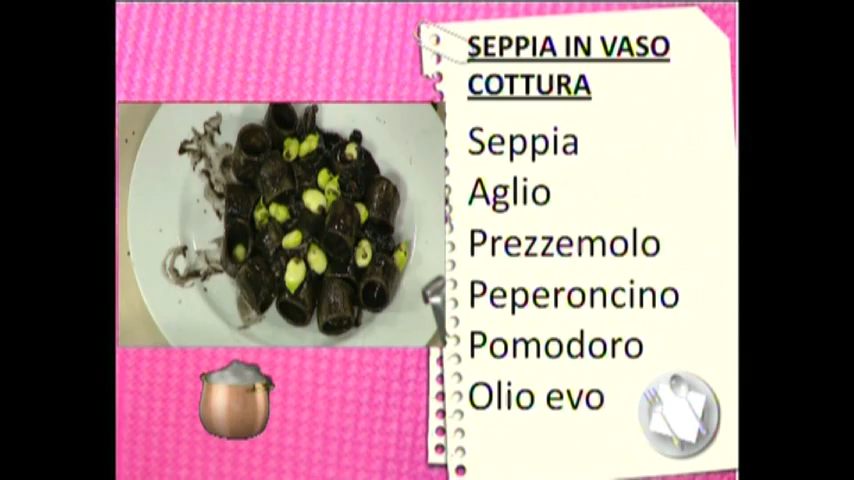 SEPPIA IN VASO
COTTURA
Seppia
Aglio
Prezzemolo
Peperoncino
Pomodoro
Olio evo